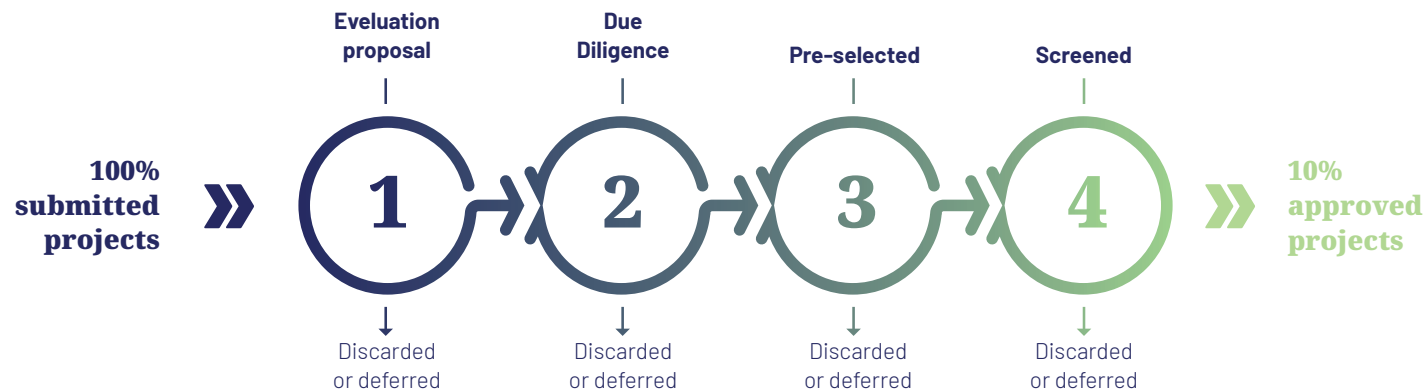 Eveluation
proposal
Due
Diligence
Pre-selected
Screened
100%
submitted
projects
1
2
3
4
10%
approved
projects
Discarded
or deferred
Discarded
or deferred
Discarded
or deferred
Discarded
or deferred